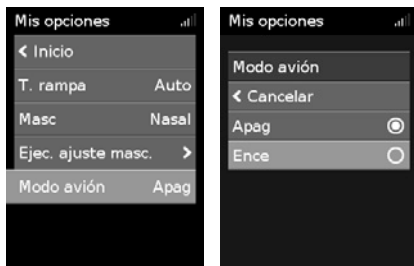 Mis opciones
< Inicio
T. rampa Auto
Masc Nasal
Ejec. ajuste masc. >
Modo avión Apag
Mis opciones
Modo avión
< Cancelar
Apag
Ence